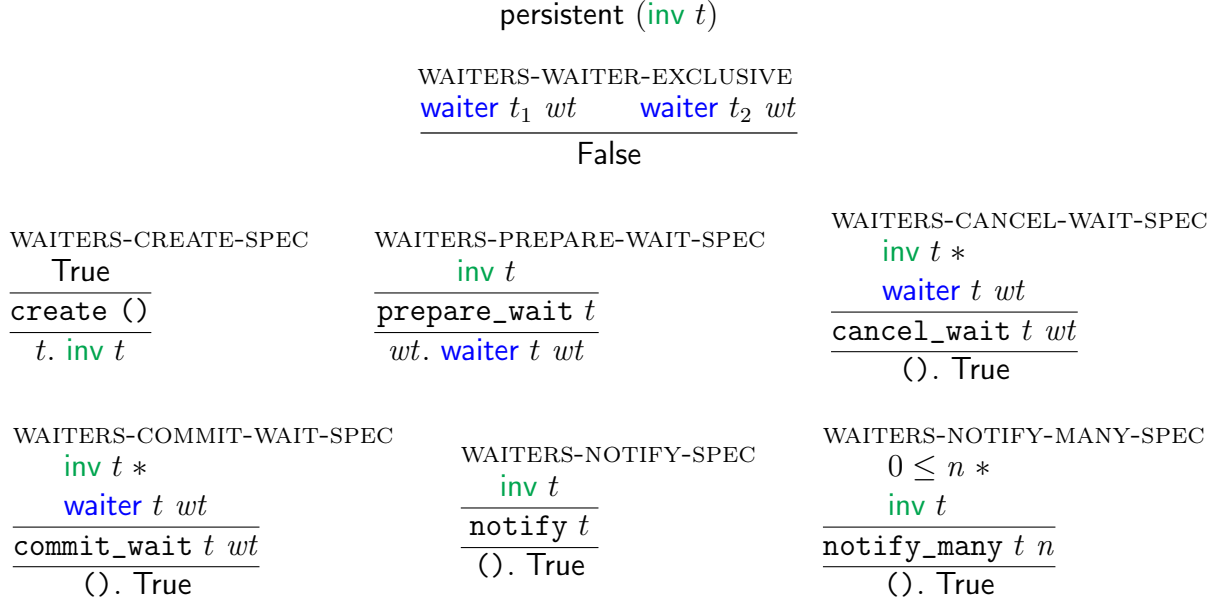 persistent (inv t)
WAITERS-WAITER-EXCLUSIVE
waiter t₁ wt waiter t₂ wt
False
WAITERS-CREATE-SPEC
True
create ()
t. inv t
WAITERS-PREPARE-WAIT-SPEC
inv t
prepare_wait t
wt. waiter t wt
WAITERS-CANCEL-WAIT-SPEC
inv t *
waiter t wt
cancel_wait t wt
(). True
WAITERS-COMMIT-WAIT-SPEC
inv t *
waiter t wt
commit_wait t wt
(). True
WAITERS-NOTIFY-SPEC
inv t
notify t
(). True
WAITERS-NOTIFY-MANY-SPEC
0 ≤ n *
inv t
notify_many t n
(). True